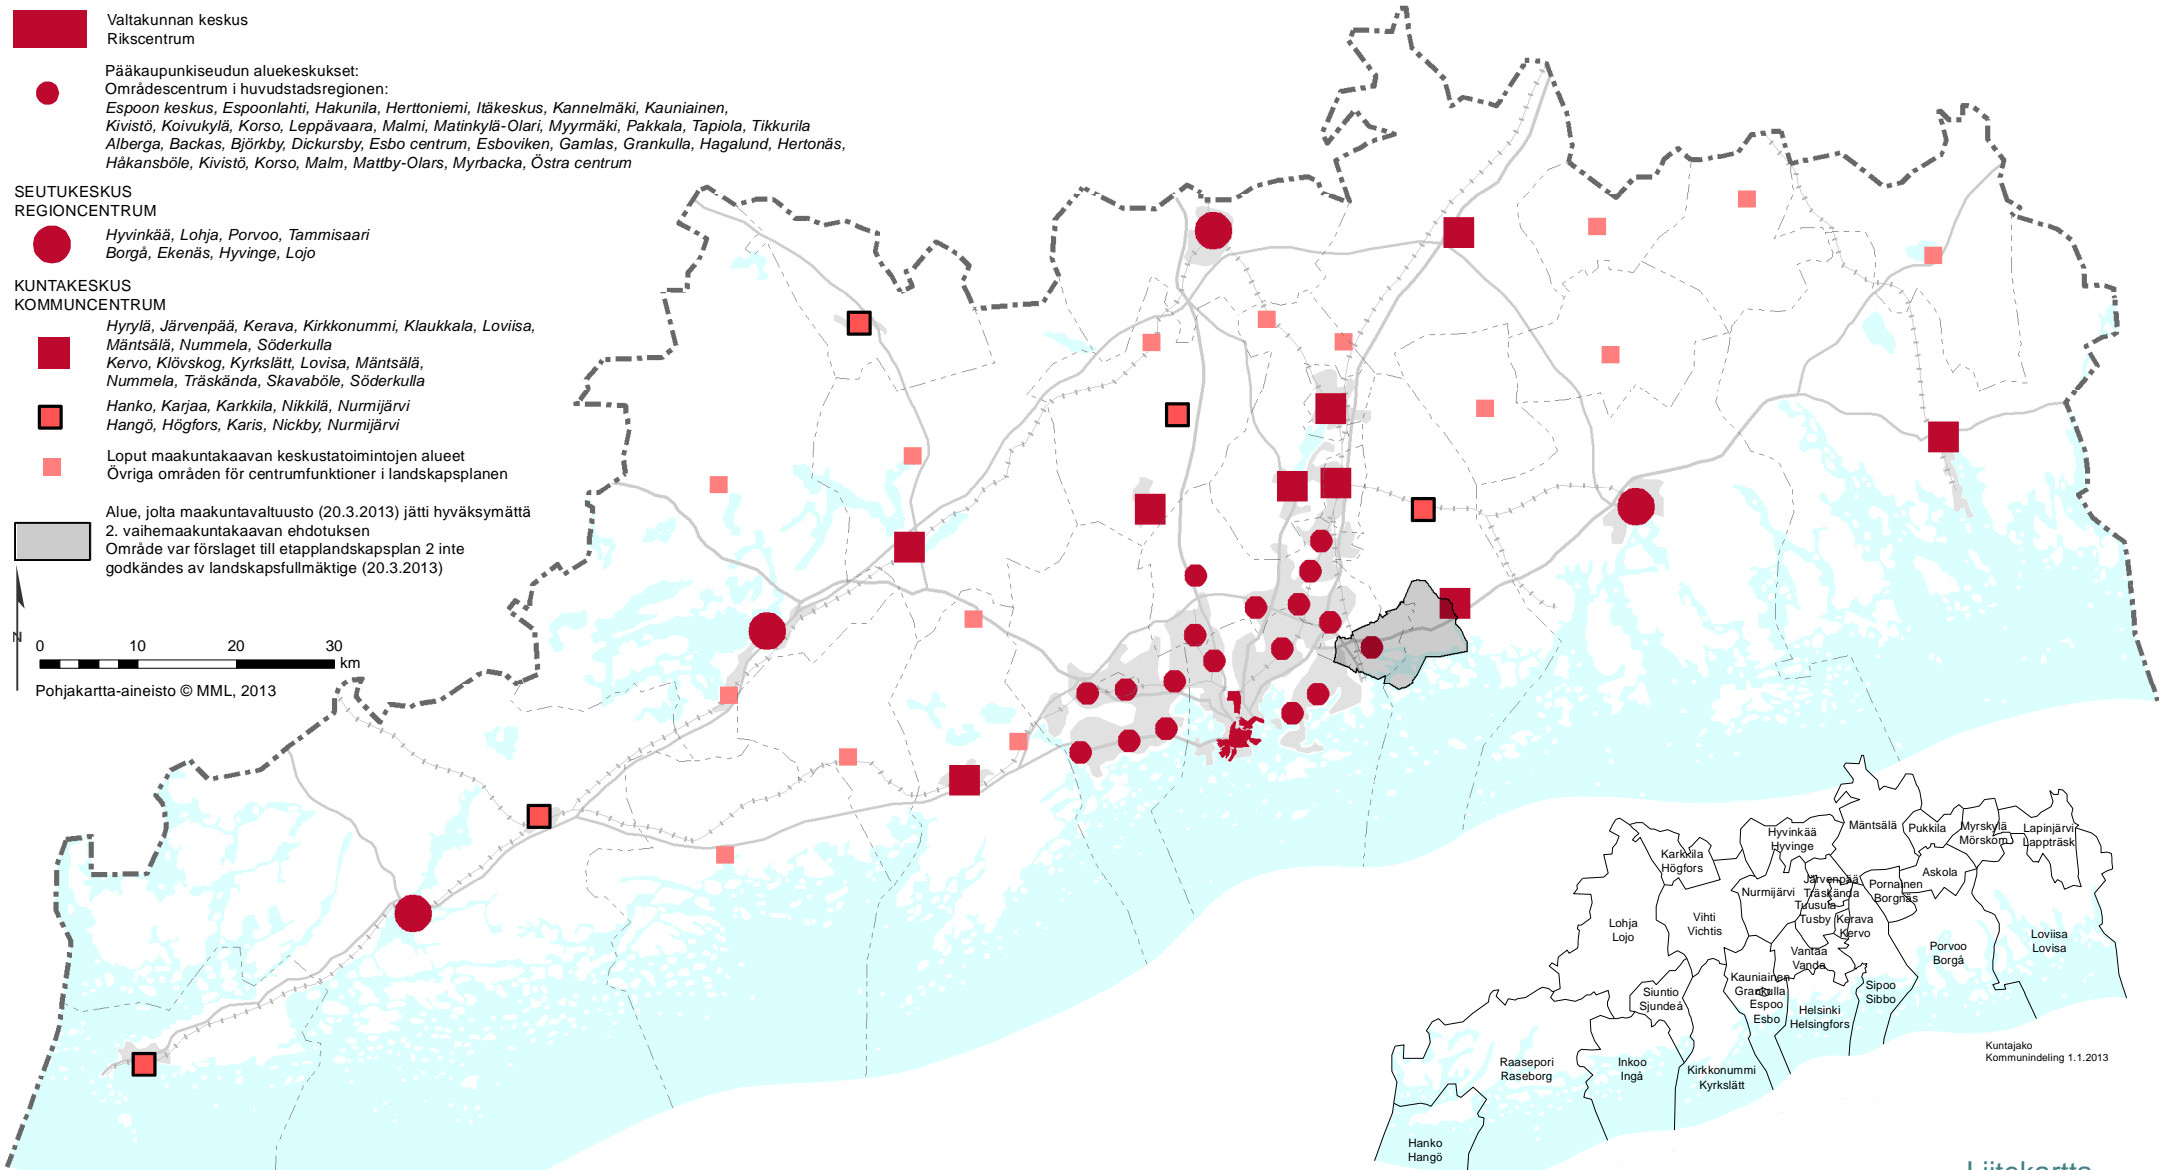 Valtakunnan keskus
Rikscentrum
Pääkaupunkiseudun aluekeskukset:
Områdescentrum i huvudstadsregionen:
Espoon keskus, Espoonlahti, Hakunila, Herttoniemi, Itäkeskus, Kannelmäki, Kauniainen,
Kivistö, Koivukylä, Korso, Leppävaara, Malmi, Matinkylä-Olari, Myyrmäki, Pakkala, Tapiola, Tikkurila
Alberga, Backas, Björkby, Dickursby, Esbo centrum, Esboviken, Gamlas, Grankulla, Hagalund, Hertonäs,
Håkansböle, Kivistö, Korso, Malm, Mattby-Olars, Myrbacka, Östra centrum
SEUTUKESKUS
REGIONCENTRUM
Hyvinkää, Lohja, Porvoo, Tammisaari
Borgå, Ekenäs, Hyvinge, Lojo
KUNTAKESKUS
KOMMUNCENTRUM
Hyrylä, Järvenpää, Kerava, Kirkkonummi, Klaukkala, Loviisa,
Mäntsälä, Nummela, Söderkulla
Kervo, Klövskog, Kyrkslätt, Lovisa, Mäntsälä,
Nummela, Träskända, Skavaböle, Söderkulla
Hanko, Karjaa, Karkkila, Nikkilä, Nurmijärvi
Hangö, Högfors, Karis, Nickby, Nurmijärvi
Loput maakuntakaavan keskustatoimintojen alueet
Övriga områden för centrumfunktioner i landskapsplanen
Alue, jolta maakuntavaltuusto (20.3.2013) jätti hyväksymättä
2. vaihemaakuntakaavan ehdotuksen
Område var förslaget till etapplandskapsplan 2 inte
godkändes av landskapsfullmäktige (20.3.2013)
N
0 10 20 30
km
Pohjakartta-aineisto © MML, 2013
Mäntsälä
Pukkila
Myrskylä
Mörskom
Lapinjärvi
Lappträsk
Hyvinkää
Hyvinge
Karkkila
Högfors
Askola
Järvenpää
Träskända
Pornainen
Borgnäs
Nurmijärvi
Tuusula
Tusby
Kerava
Kervo
Vihti
Vichtis
Lohja
Lojo
Vantaa
Vanda
Porvoo
Borgå
Loviisa
Lovisa
Kauniainen
Grankulla
Espoo
Esbo
Sipoo
Sibbo
Siuntio
Sjundeå
Helsinki
Helsingfors
Kuntajako
Kommunindeling 1.1.2013
Raasepori
Raseborg
Inkoo
Ingå
Kirkkonummi
Kyrkslätt
Hanko
Hangö
Liitekartta